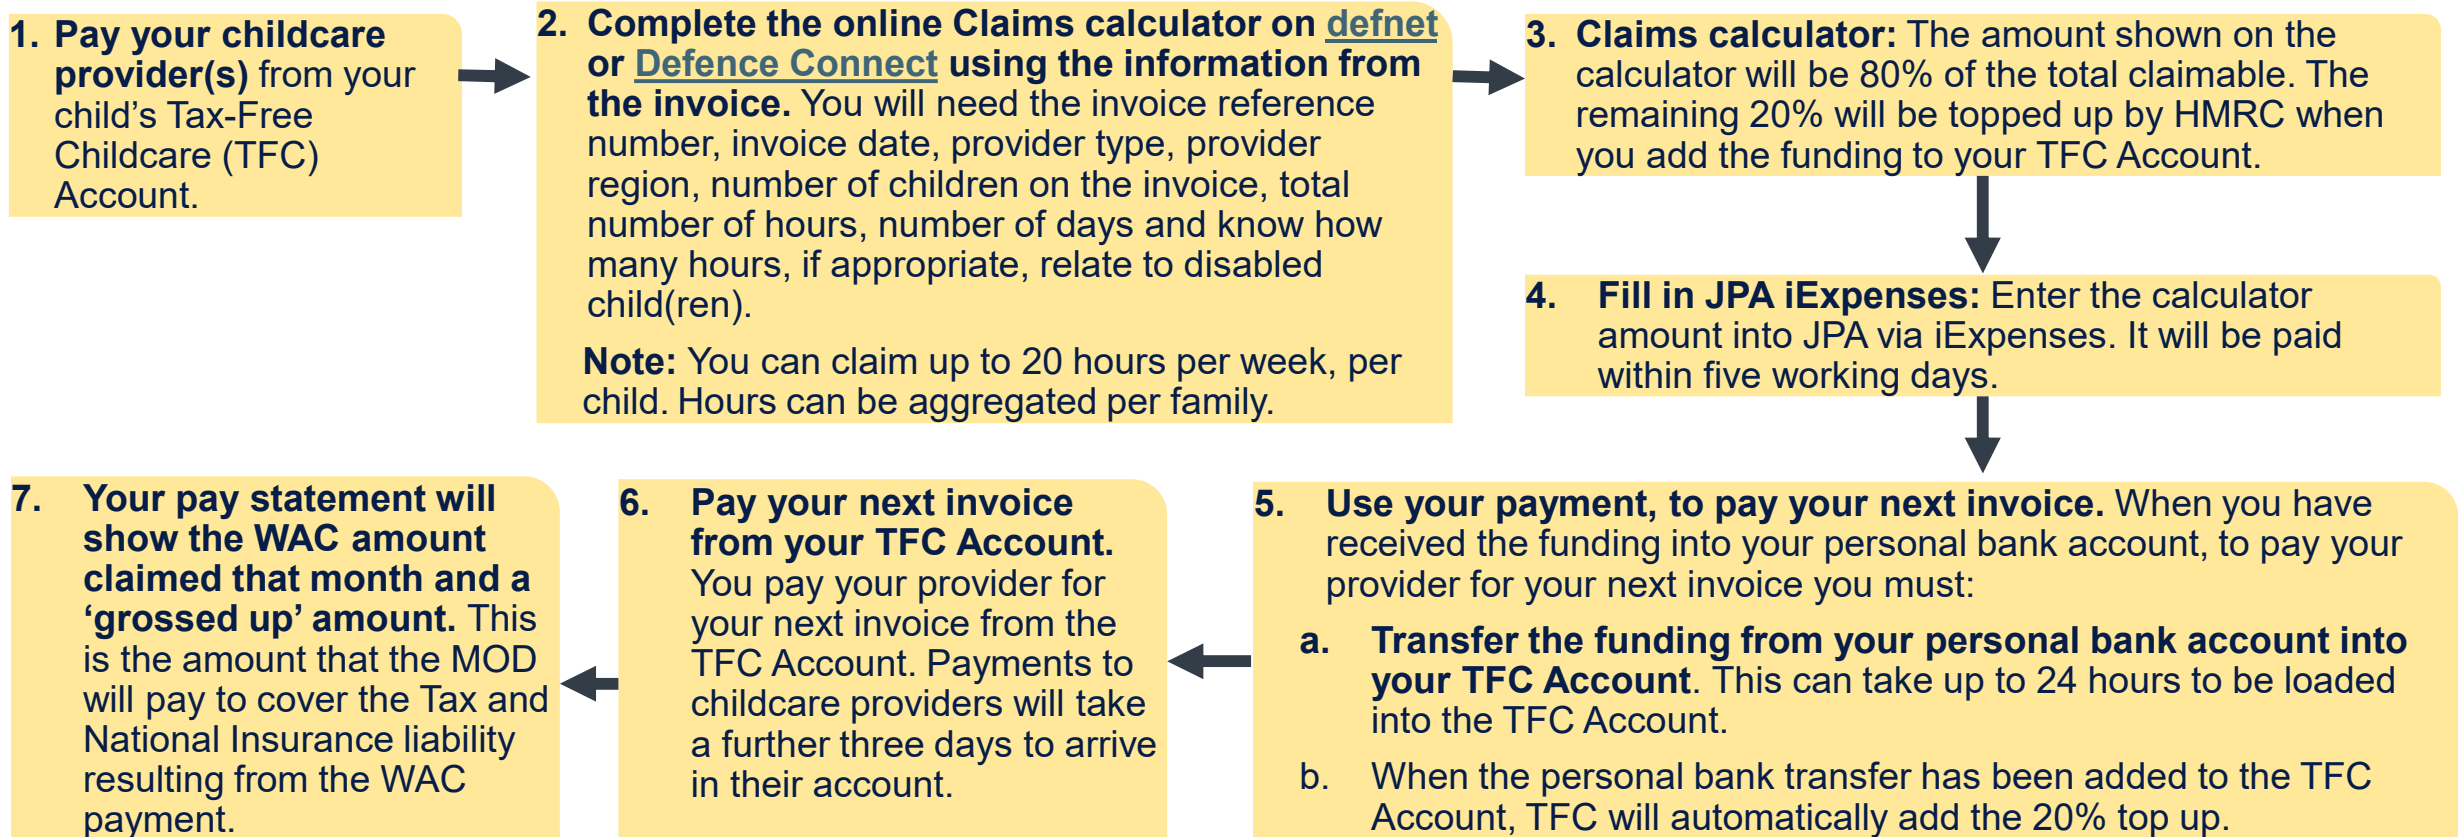 1. Pay your childcare
provider(s) from your
child’s Tax-Free
Childcare (TFC)
Account.
2. Complete the online Claims calculator on defnet
or Defence Connect using the information from
the invoice. You will need the invoice reference
number, invoice date, provider type, provider
region, number of children on the invoice, total
number of hours, number of days and know how
many hours, if appropriate, relate to disabled
child(ren).
Note: You can claim up to 20 hours per week, per
child. Hours can be aggregated per family.
3. Claims calculator: The amount shown on the
calculator will be 80% of the total claimable. The
remaining 20% will be topped up by HMRC when
you add the funding to your TFC Account.
4. Fill in JPA iExpenses: Enter the calculator
amount into JPA via iExpenses. It will be paid
within five working days.
5. Use your payment, to pay your next invoice. When you have
received the funding into your personal bank account, to pay your
provider for your next invoice you must:
a. Transfer the funding from your personal bank account into
your TFC Account. This can take up to 24 hours to be loaded
into the TFC Account.
b. When the personal bank transfer has been added to the TFC
Account, TFC will automatically add the 20% top up.
6. Pay your next invoice
from your TFC Account.
You pay your provider for
your next invoice from the
TFC Account. Payments to
childcare providers will take
a further three days to arrive
in their account.
7. Your pay statement will
show the WAC amount
claimed that month and a
‘grossed up’ amount. This
is the amount that the MOD
will pay to cover the Tax and
National Insurance liability
resulting from the WAC
payment.